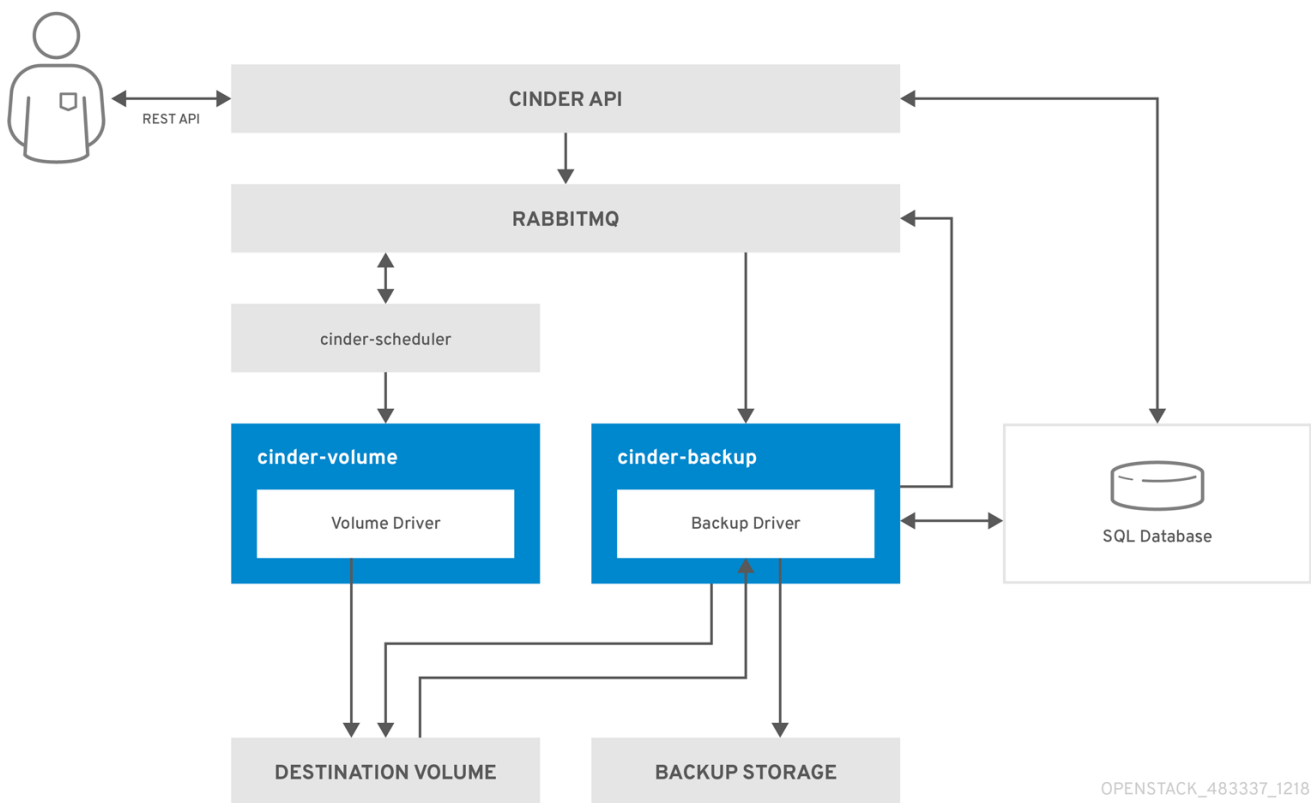 CINDER API
REST API
RABBITMQ
cinder-scheduler
cinder-volume
cinder-backup
Volume Driver
Backup Driver
SQL Database
DESTINATION VOLUME
BACKUP STORAGE
OPENSTACK_483337_1218